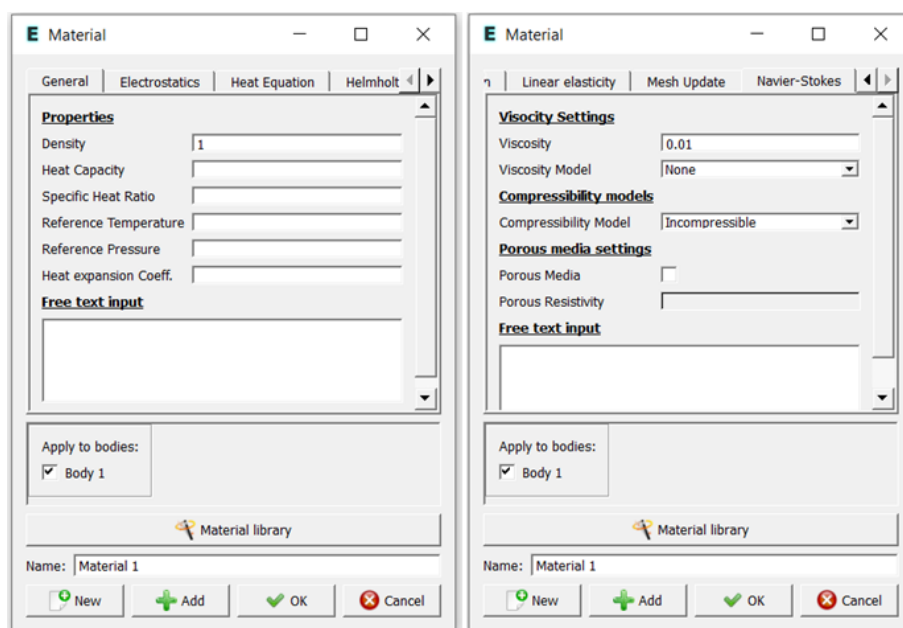 E Material
General Electrostatics Heat Equation Helmholt
Properties
Density 1
Heat Capacity
Specific Heat Ratio
Reference Temperature
Reference Pressure
Heat expansion Coeff.
Free text input
Apply to bodies:
Body 1
Material library
Name: Material 1
New Add OK Cancel
E Material
n Linear elasticity Mesh Update Navier-Stokes
Visocity Settings
Viscosity 0.01
Viscosity Model None
Compressibility models
Compressibility Model Incompressible
Porous media settings
Porous Media
Porous Resistivity
Free text input
Apply to bodies:
Body 1
Material library
Name: Material 1
New Add OK Cancel